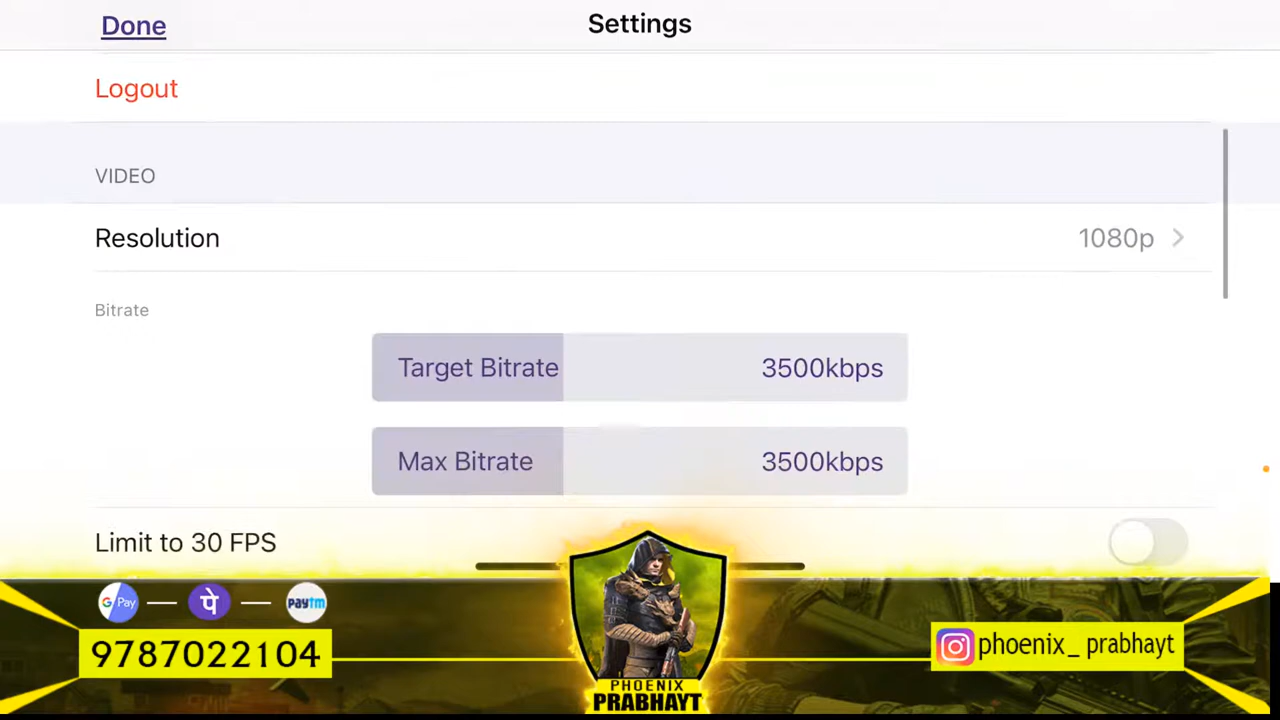 Done
Settings
Logout
VIDEO
Resolution
1080p
Bitrate
Target Bitrate
3500kbps
Max Bitrate
3500kbps
Limit to 30 FPS
G Pay
पे
Paytm
9787022104
PHOENIX
PRABHAYT
phoenix_ prabhayt